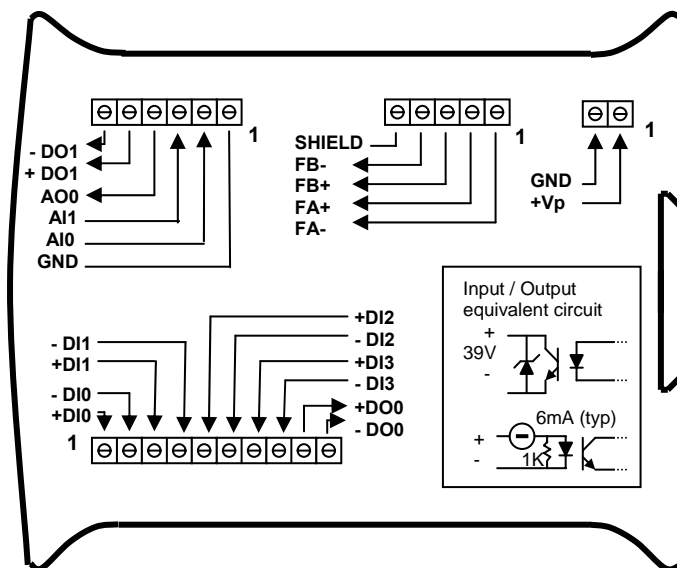 1
- DO1
+ DO1
AO0
AI1
AI0
GND
1
SHIELD
FB-
FB+
FA+
FA-
1
GND
+Vp
- DI1
+DI1
- DI0
+DI0
1
+DI2
- DI2
+DI3
- DI3
+DO0
- DO0
Input / Output
equivalent circuit
+
39V
-
6mA (typ)
+
-
1K